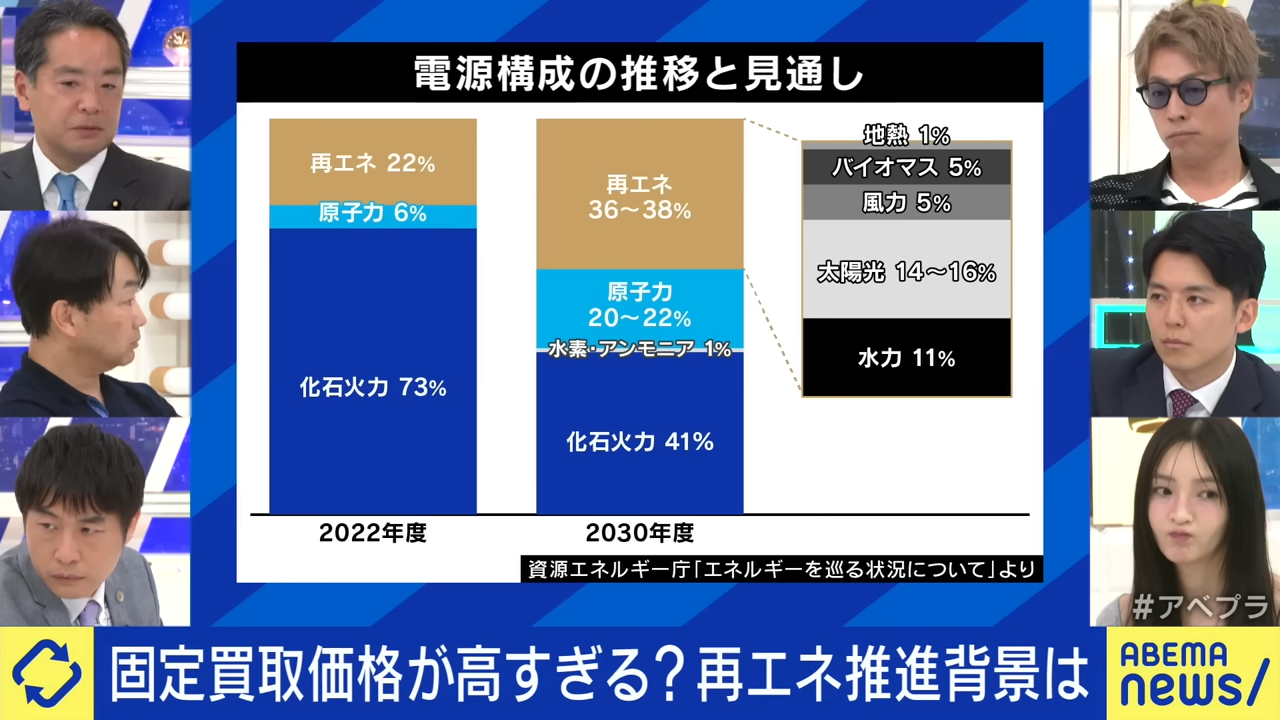 電源構成の推移と見通し
再エネ 22%
原子力 6%
化石火力 73%
2022年度
再エネ
36〜38%
原子力
20〜22%
水素・アンモニア 1%
化石火力 41%
2030年度
地熱 1%
バイオマス 5%
風力 5%
太陽光 14〜16%
水力 11%
資源エネルギー庁「エネルギーを巡る状況について」より
#アベプラ
固定買取価格が高すぎる?再エネ推進背景は
ABEMA
news/